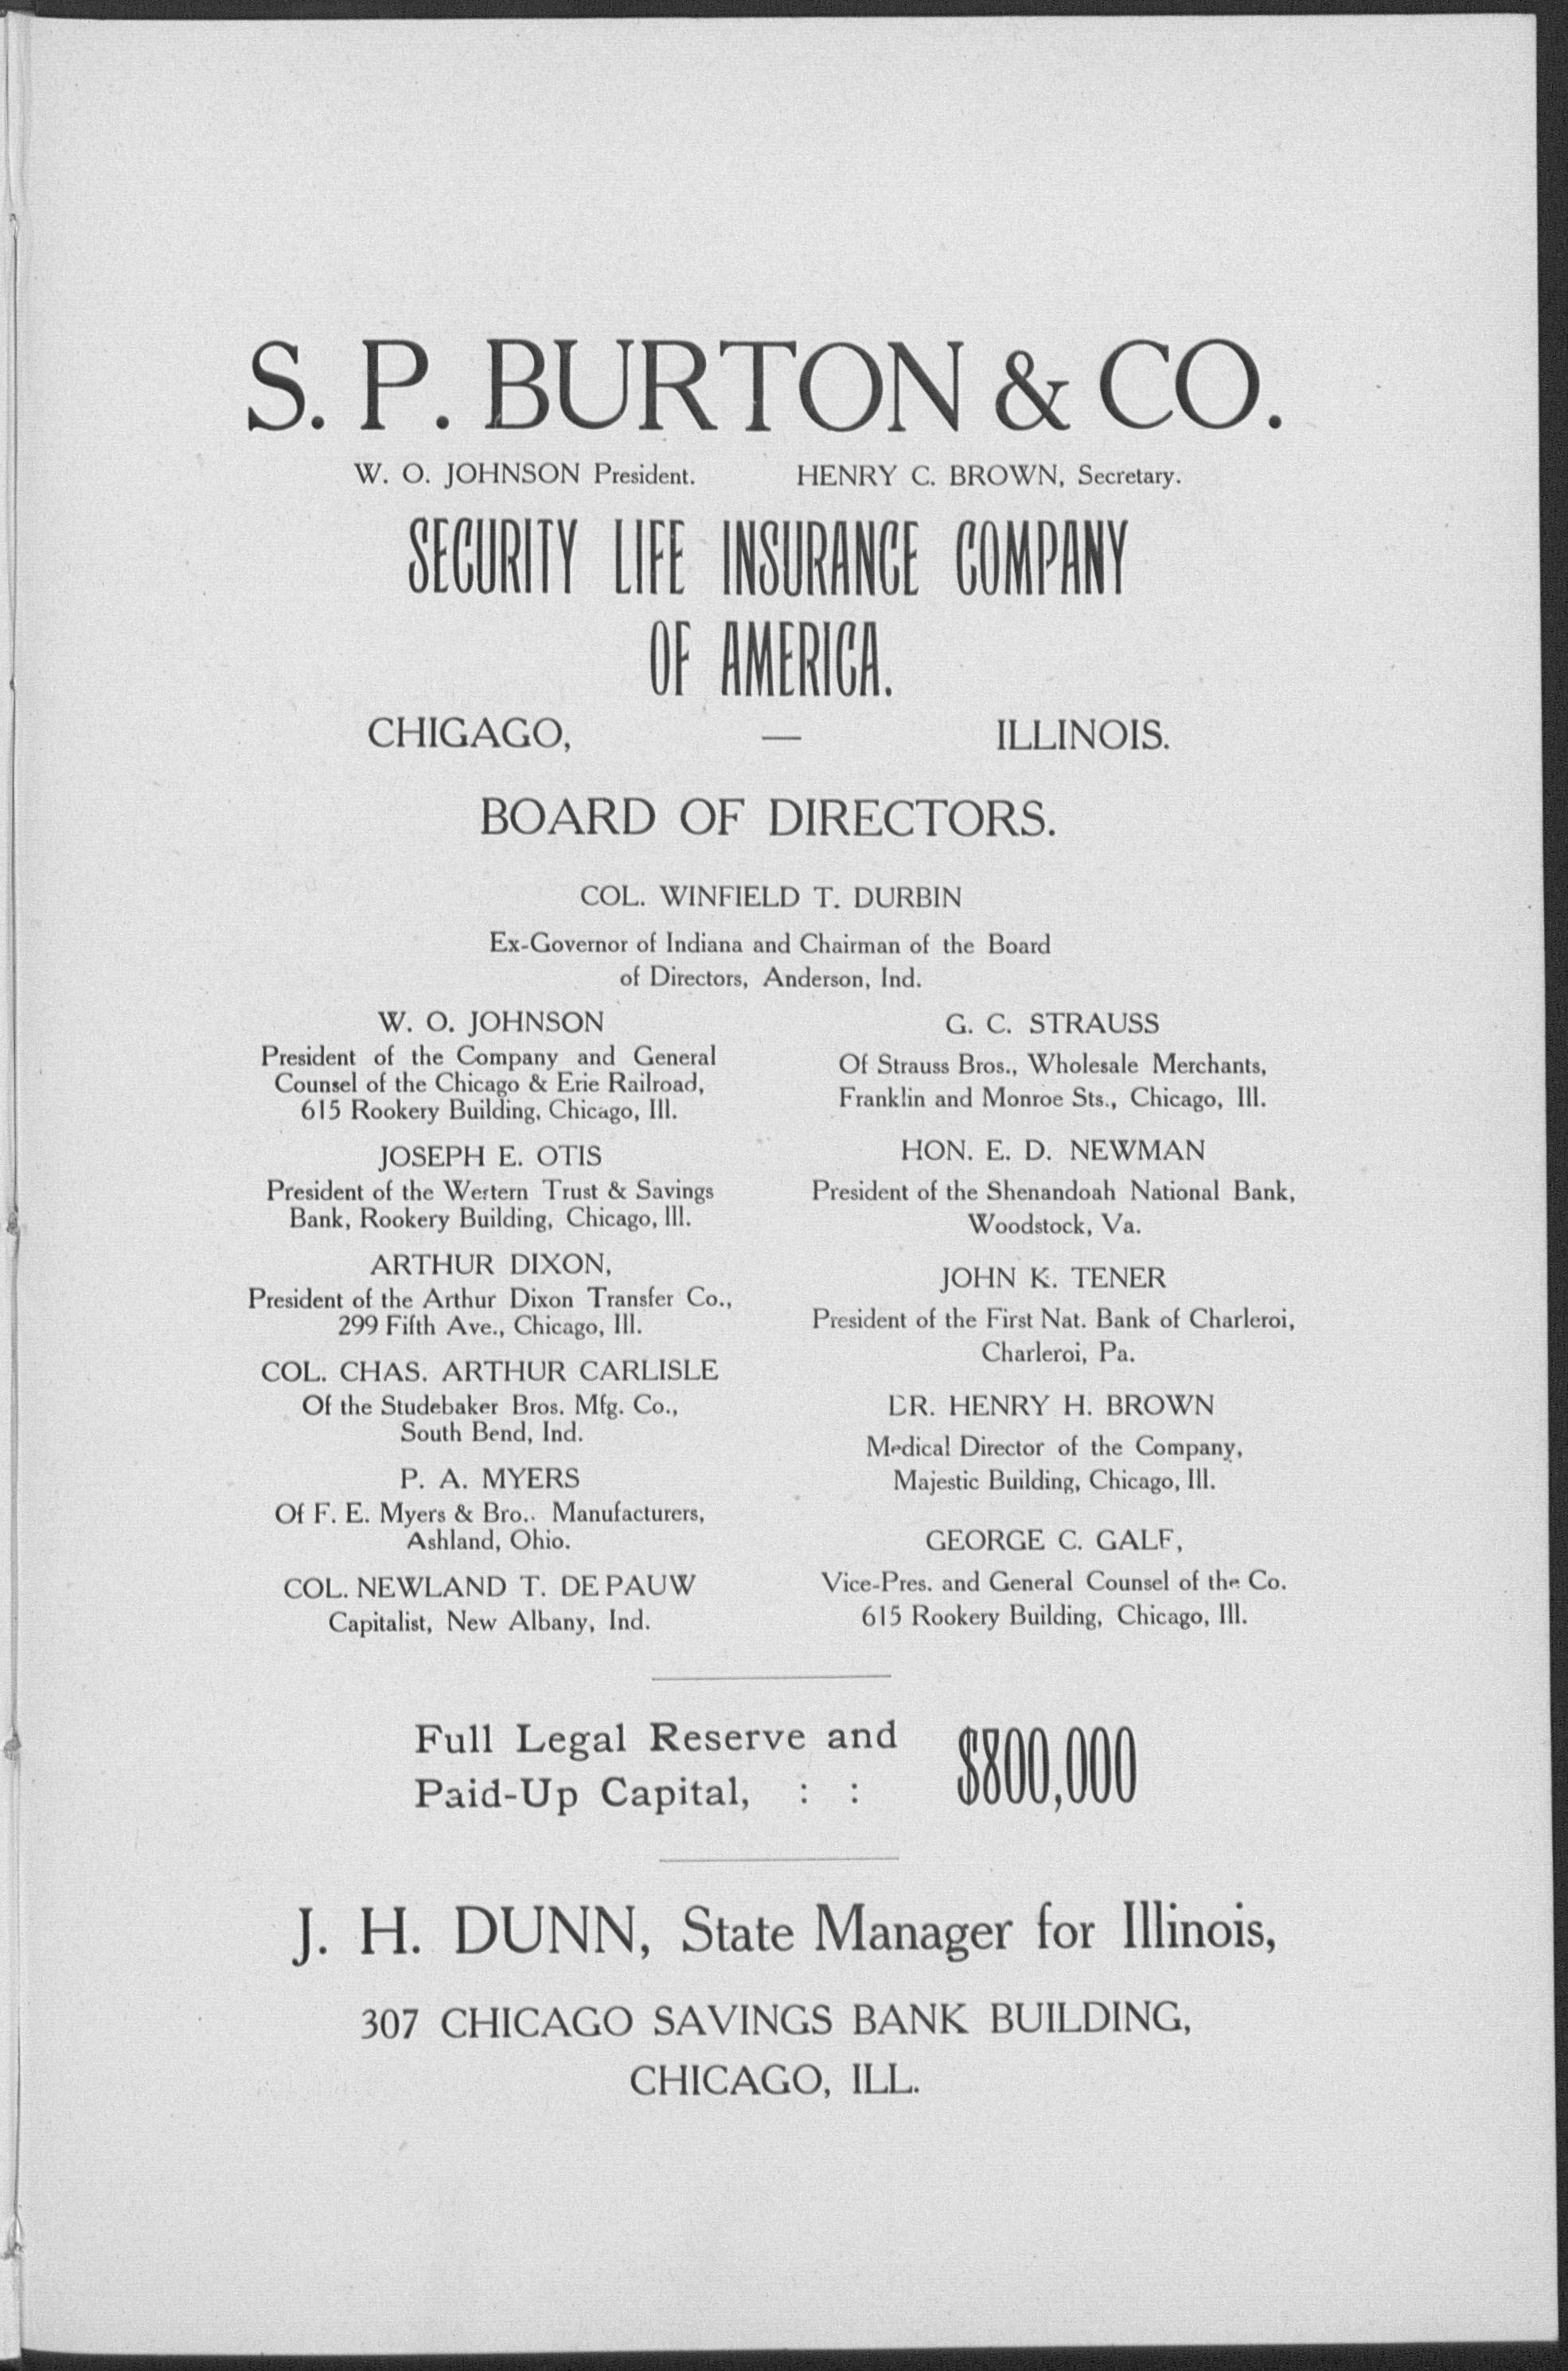 S. P. BURTON & CO.
W. O. JOHNSON President. HENRY C. BROWN, Secretary.
SECURITY LIFE INSURANCE COMPANY
OF AMERICA.
CHIGAGO, — ILLINOIS.
BOARD OF DIRECTORS.
COL. WINFIELD T. DURBIN
Ex-Governor of Indiana and Chairman of the Board
of Directors, Anderson, Ind.
W. O. JOHNSON
President of the Company and General
Counsel of the Chicago & Erie Railroad,
615 Rookery Building, Chicago, Ill.
JOSEPH E. OTIS
President of the Western Trust & Savings
Bank, Rookery Building, Chicago, Ill.
ARTHUR DIXON,
President of the Arthur Dixon Transfer Co.,
299 Fifth Ave., Chicago, Ill.
COL. CHAS. ARTHUR CARLISLE
Of the Studebaker Bros. Mfg. Co.,
South Bend, Ind.
P. A. MYERS
Of F. E. Myers & Bro.. Manufacturers,
Ashland, Ohio.
COL. NEWLAND T. DE PAUW
Capitalist, New Albany, Ind.
G. C. STRAUSS
Of Strauss Bros., Wholesale Merchants,
Franklin and Monroe Sts., Chicago, Ill.
HON. E. D. NEWMAN
President of the Shenandoah National Bank,
Woodstock, Va.
JOHN K. TENER
President of the First Nat. Bank of Charleroi,
Charleroi, Pa.
DR. HENRY H. BROWN
Medical Director of the Company,
Majestic Building, Chicago, Ill.
GEORGE C. GALF,
Vice-Pres. and General Counsel of the Co.
615 Rookery Building, Chicago, Ill.
Full Legal Reserve and
Paid-Up Capital, : : $800,000
J. H. DUNN, State Manager for Illinois,
307 CHICAGO SAVINGS BANK BUILDING,
CHICAGO, ILL.